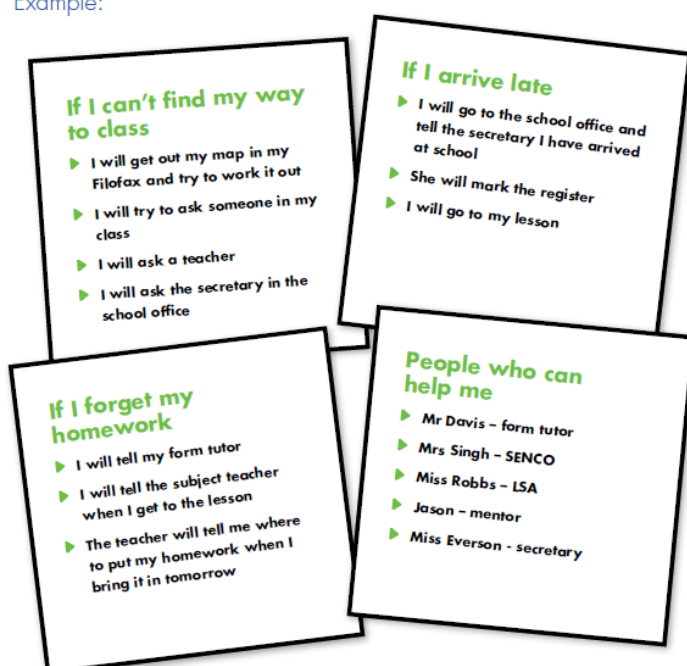 Example:
If I can't find my way
to class
I will get out my map in my
Filofax and try to work it out
I will try to ask someone in my
class
I will ask a teacher
I will ask the secretary in the
school office
If I arrive late
I will go to the school office and
tell the secretary I have arrived
at school
She will mark the register
I will go to my lesson
If I forget my
homework
I will tell my form tutor
I will tell the subject teacher
when I get to the lesson
The teacher will tell me where
to put my homework when I
bring it in tomorrow
People who can
help me
Mr Davis – form tutor
Mrs Singh – SENCO
Miss Robbs – LSA
Jason – mentor
Miss Everson - secretary